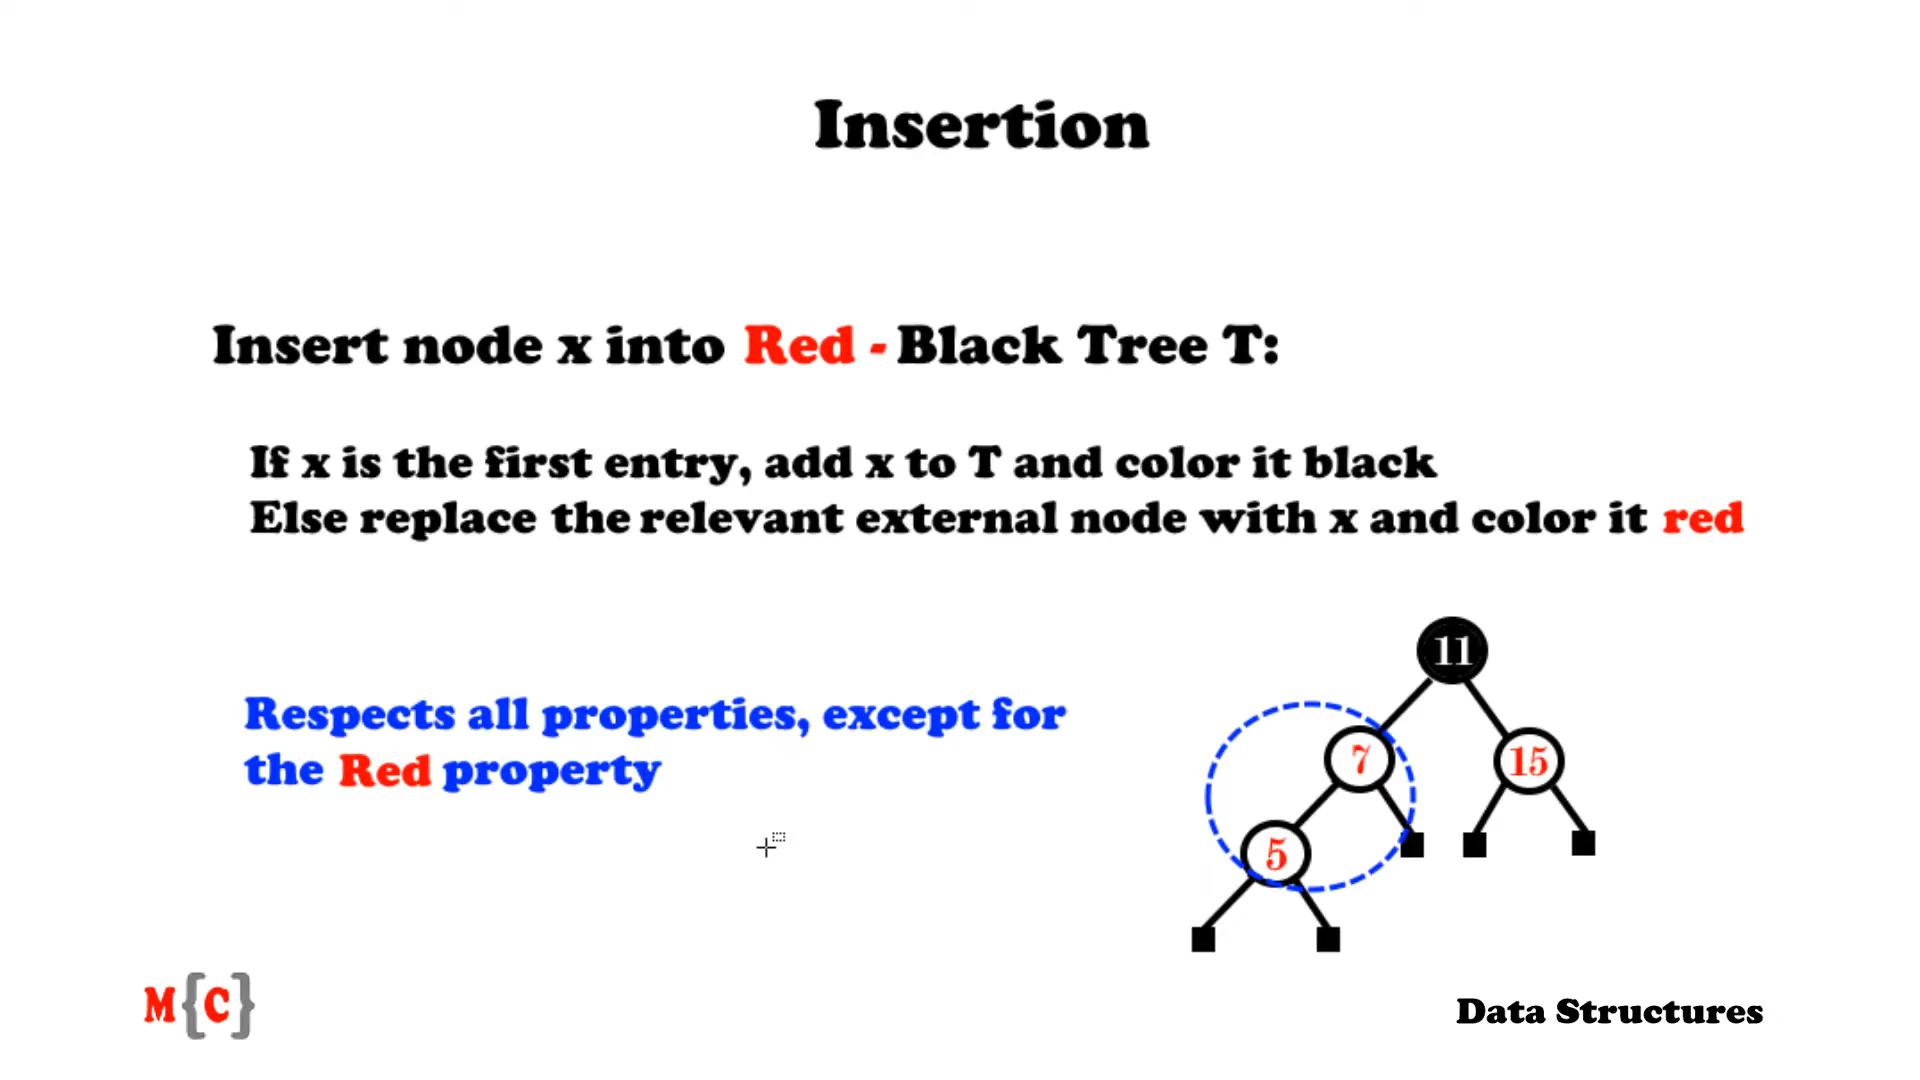 Insertion
Insert node x into Red - Black Tree T:
If x is the first entry, add x to T and color it black
Else replace the relevant external node with x and color it red
Respects all properties, except for
the Red property
11
7
15
5
M{C}
Data Structures